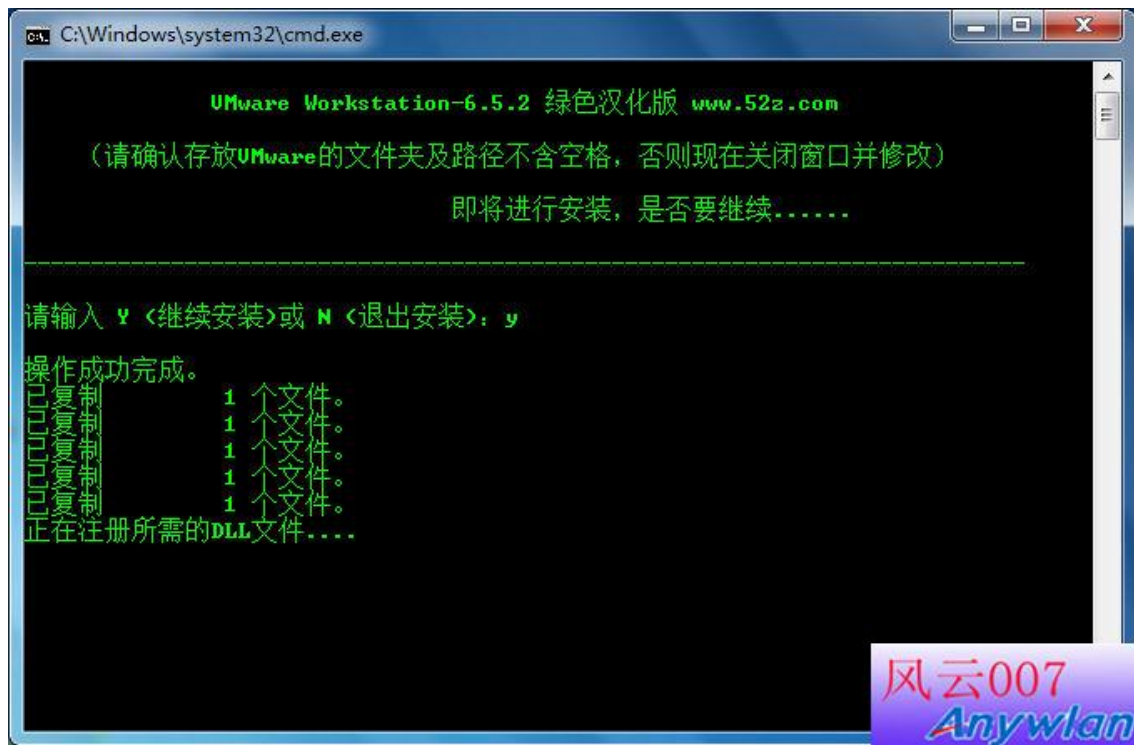 C:\Windows\system32\cmd.exe
VMware Workstation-6.5.2 绿色汉化版 www.52z.com
（请确认存放VMware的文件夹及路径不含空格，否则现在关闭窗口并修改）
即将进行安装，是否要继续......
请输入 Y <继续安装>或 N <退出安装>：y
操作成功完成。
已复制         1 个文件。
已复制         1 个文件。
已复制         1 个文件。
已复制         1 个文件。
已复制         1 个文件。
正在注册所需的DLL文件....
风云007
Anywlan